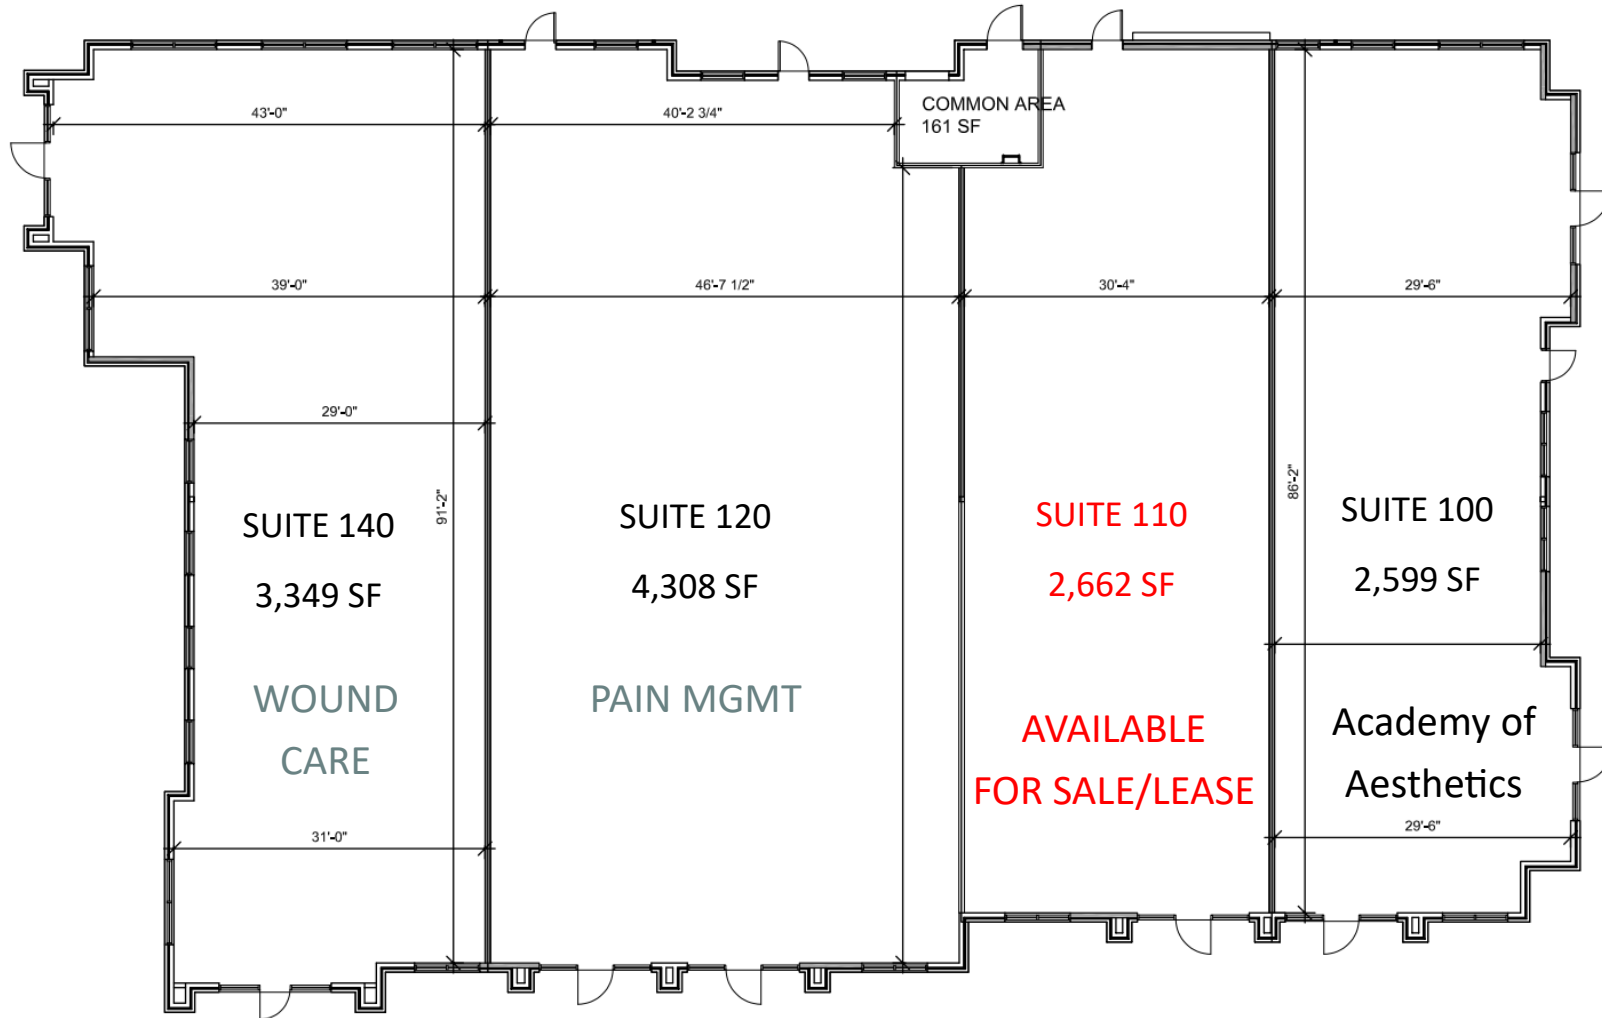 COMMON AREA
161 SF
43'-0"
40'-2 3/4"
39'-0"
46'-7 1/2"
30'-4"
29'-6"
29'-0"
91'-2"
86'-2"
SUITE 140
3,349 SF
WOUND
CARE
SUITE 120
4,308 SF
PAIN MGMT
SUITE 110
2,662 SF
AVAILABLE
FOR SALE/LEASE
SUITE 100
2,599 SF
Academy of
Aesthetics
31'-0"
29'-6"